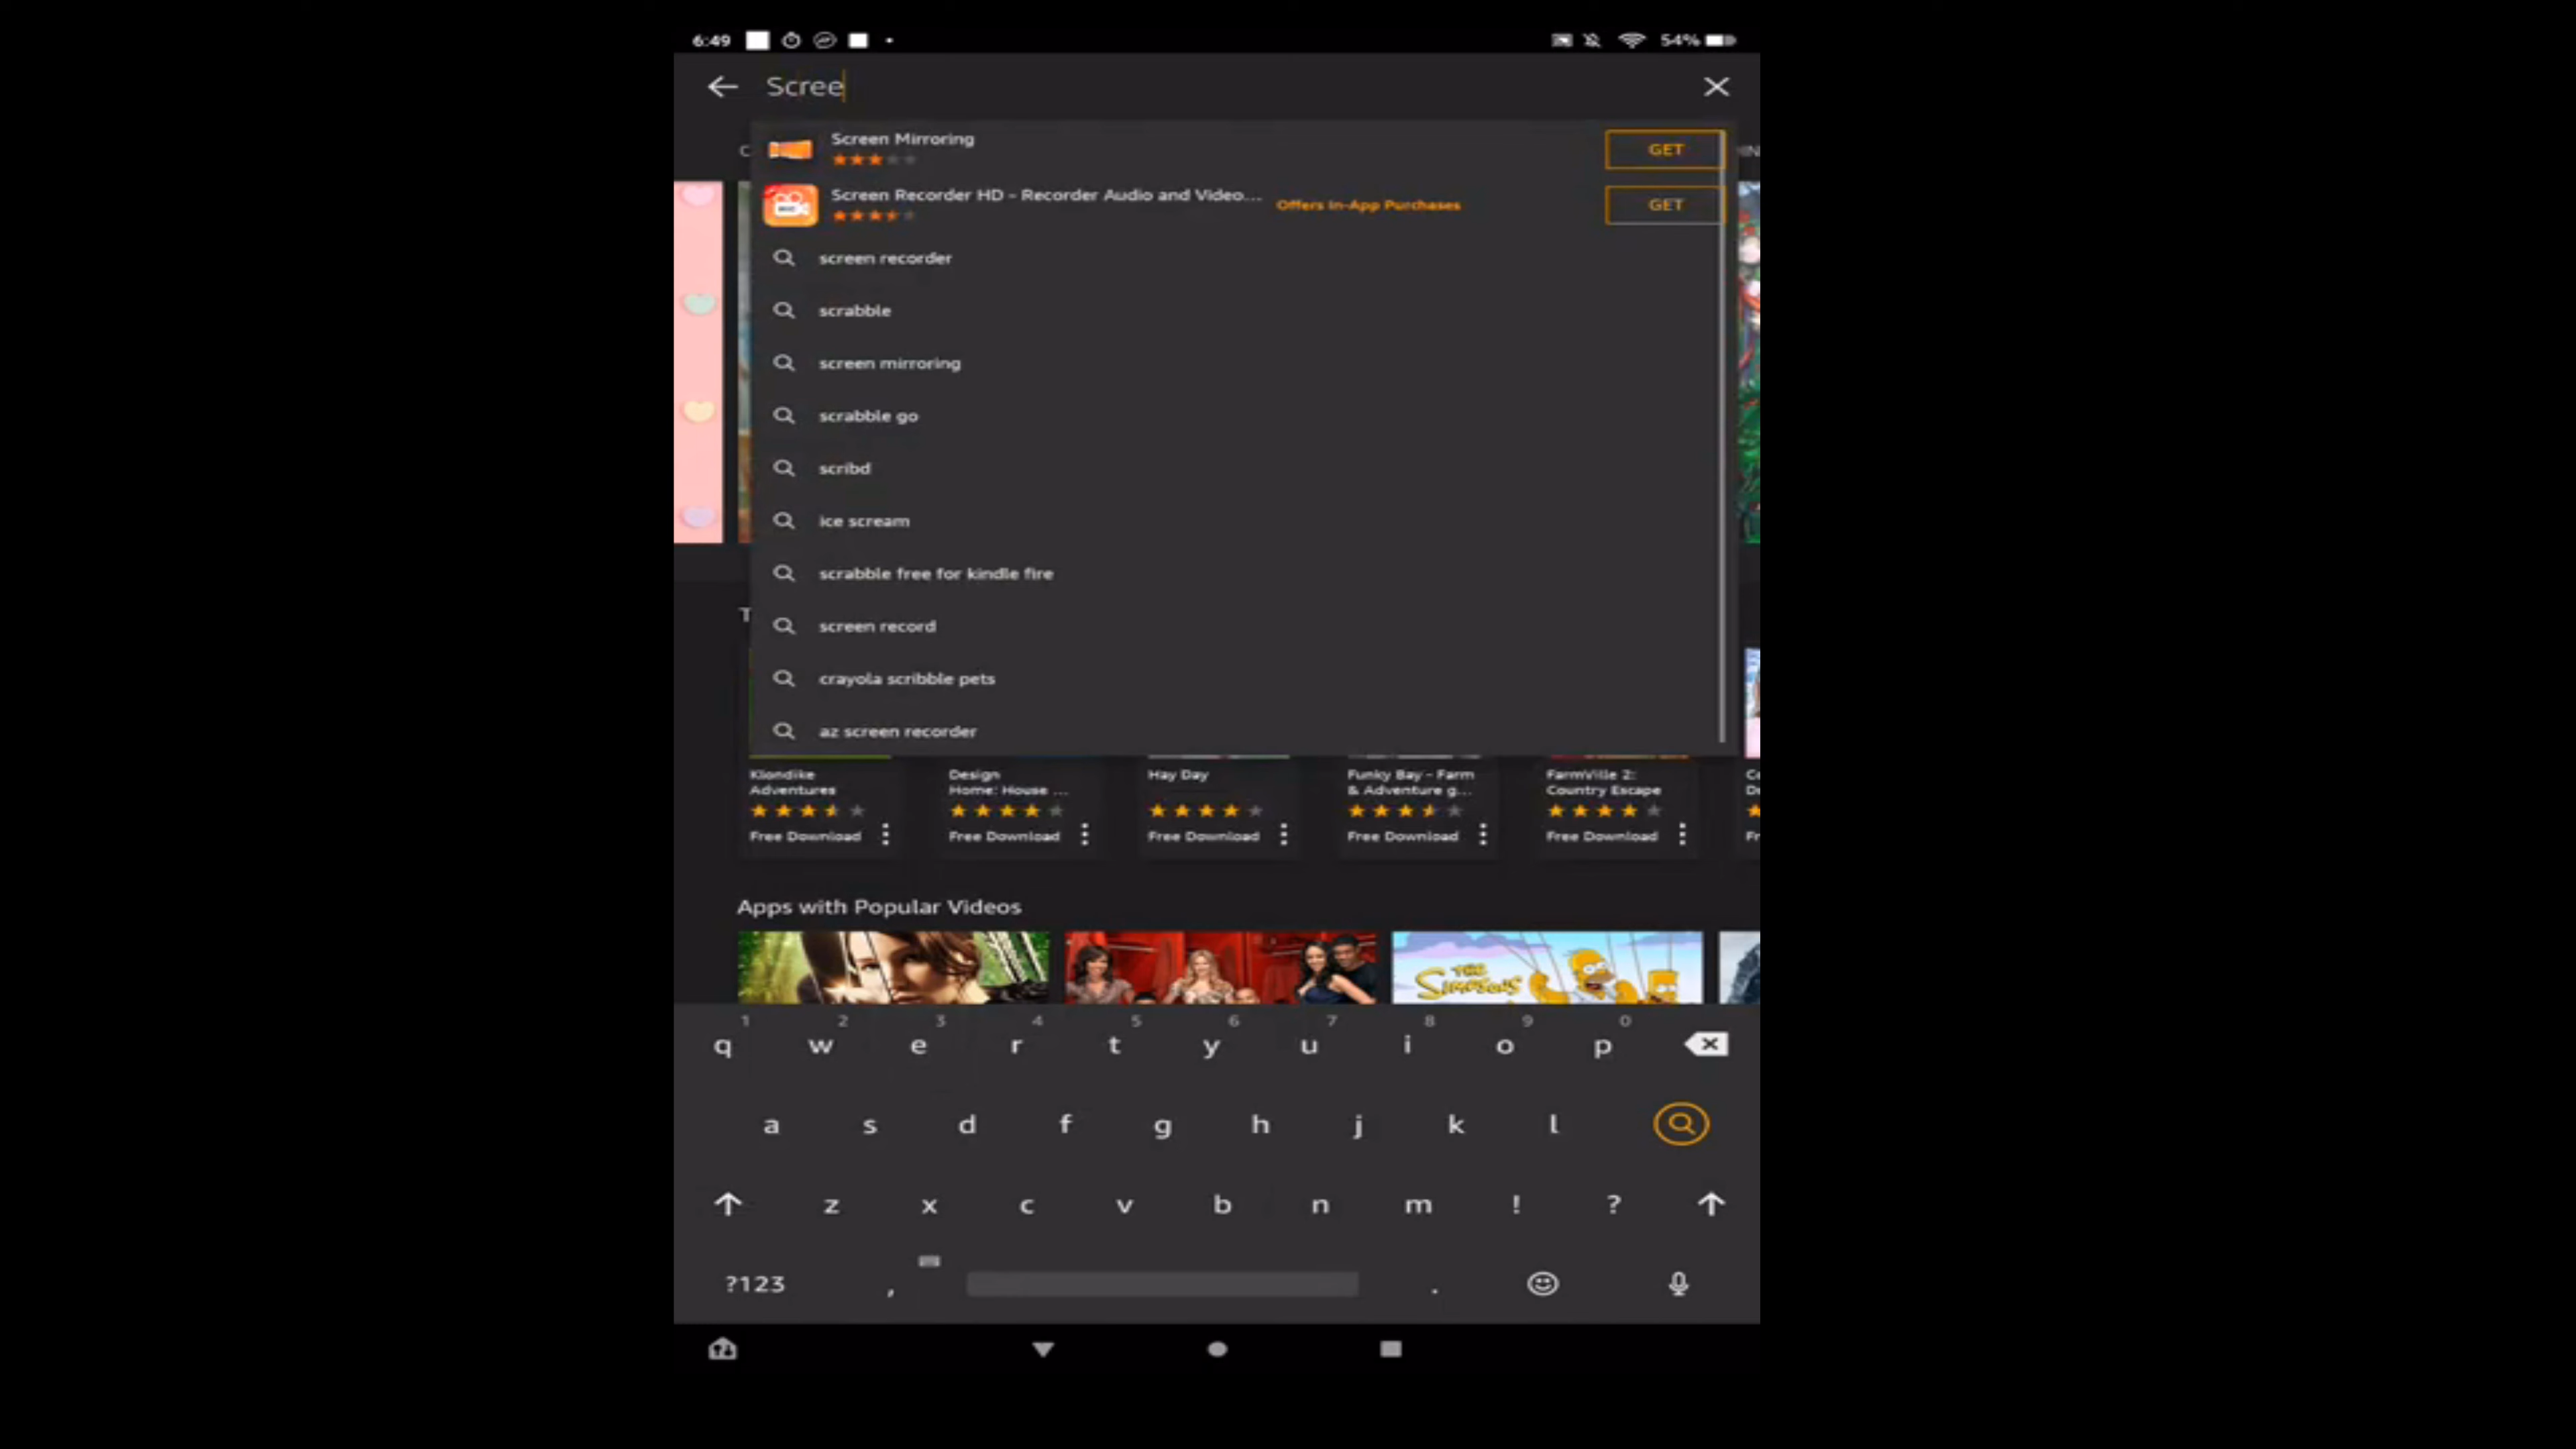 6:49
54%
Scree
Screen Mirroring
GET
Screen Recorder HD - Recorder Audio and Video...
Offers In-App Purchases
GET
screen recorder
scrabble
screen mirroring
scrabble go
scribd
ice scream
scrabble free for kindle fire
screen record
crayola scribble pets
az screen recorder
Klondike Adventures
Design Home: House ...
Hay Day
Funky Bay - Farm & Adventure g...
FarmVille 2: Country Escape
Free Download
Free Download
Free Download
Free Download
Free Download
Apps with Popular Videos
THE SIMPSONS
1 2 3 4 5 6 7 8 9 0
q w e r t y u i o p
a s d f g h j k l
z x c v b n m ! ?
?123 , .